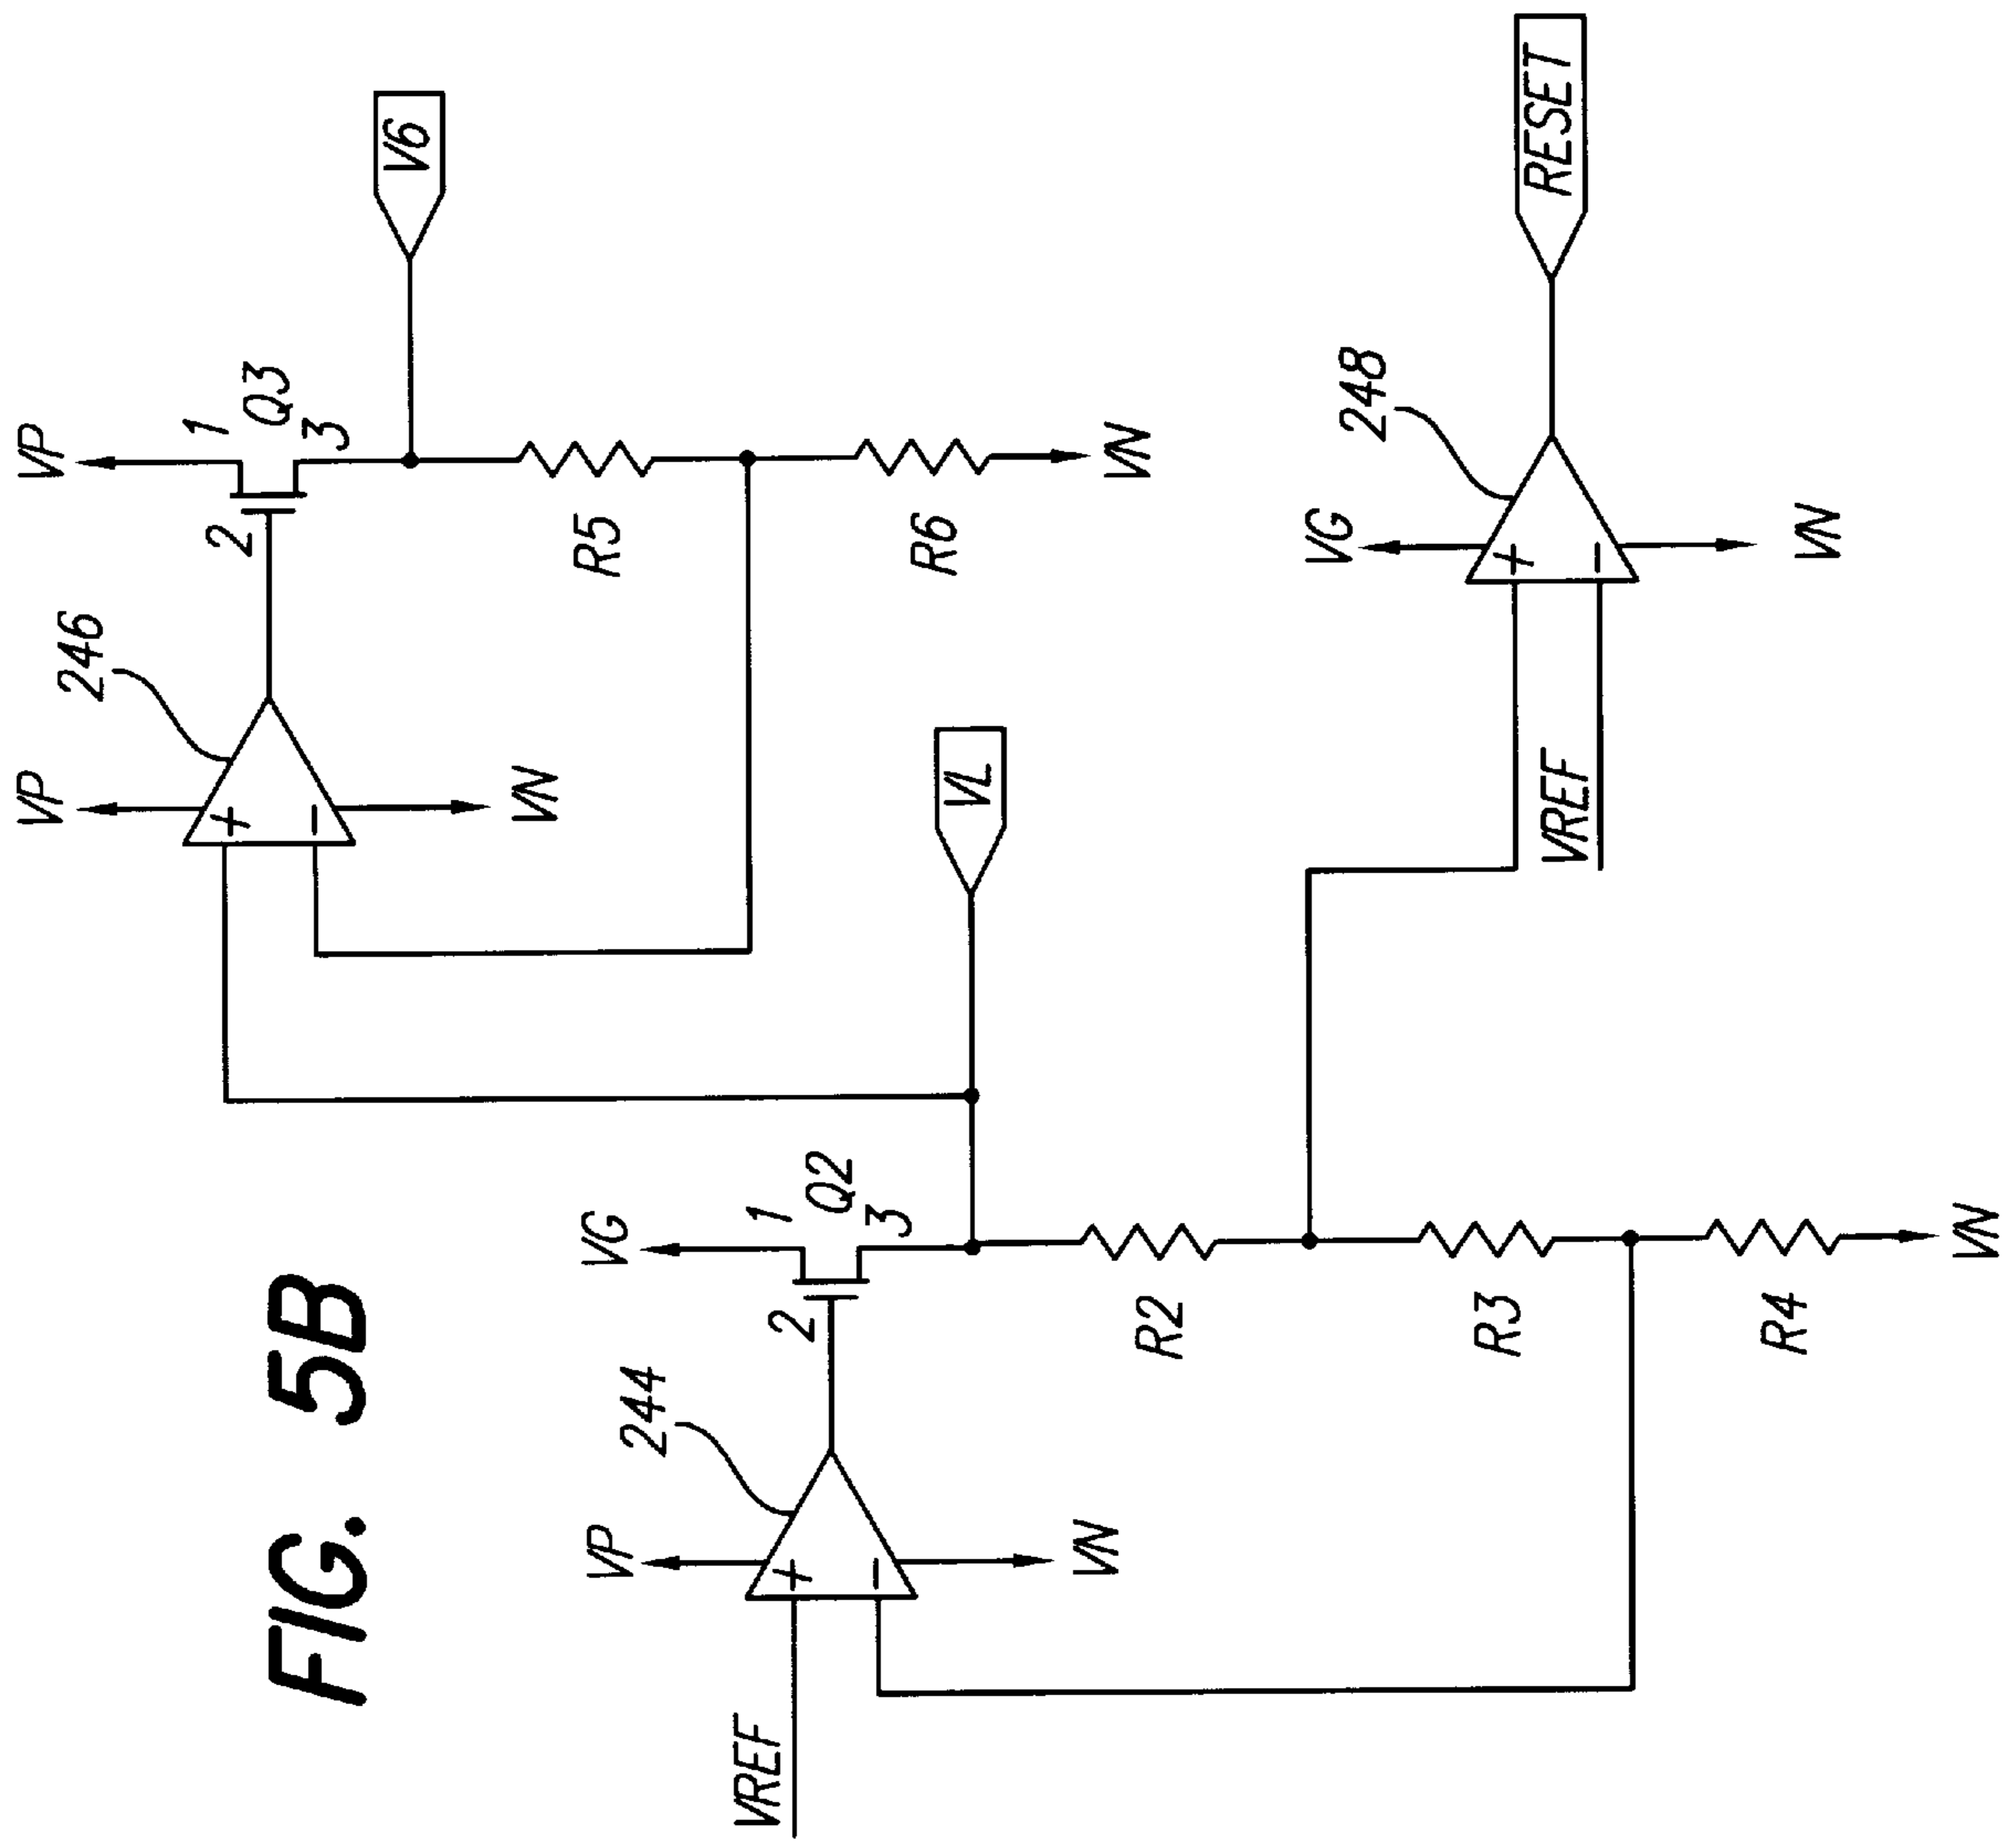 FIG. 5B
VP
VP
246
1
2
Q3
3
V6
VN
R5
VP
VG
244
VREF
1
2
Q2
3
R6
VL
VN
VN
R2
VG
248
R3
RESET
VREF
R4
VN
VN